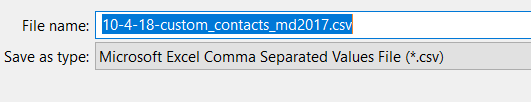 File name: 10-4-18-custom_contacts_md2017.csv
Save as type: Microsoft Excel Comma Separated Values File (*.csv)